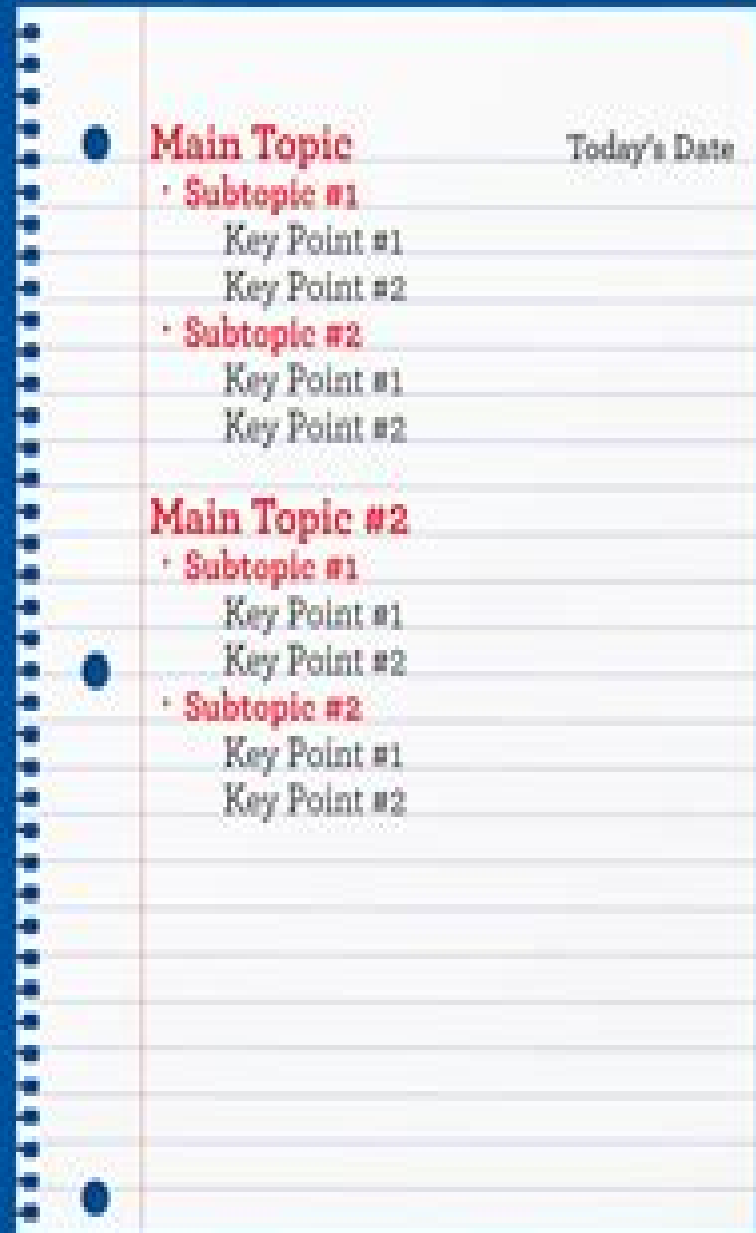 Main Topic Today's Date
· Subtopic #1
Key Point #1
Key Point #2
· Subtopic #2
Key Point #1
Key Point #2
Main Topic #2
· Subtopic #1
Key Point #1
Key Point #2
· Subtopic #2
Key Point #1
Key Point #2